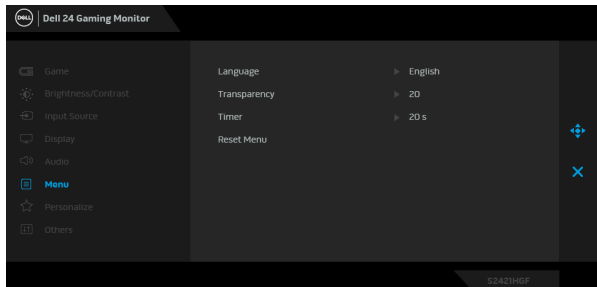 DELL Dell 24 Gaming Monitor
Game
Brightness/Contrast
Input Source
Display
Audio
Menu
Personalize
Others
Language English
Transparency 20
Timer 20 s
Reset Menu
S2421HGF